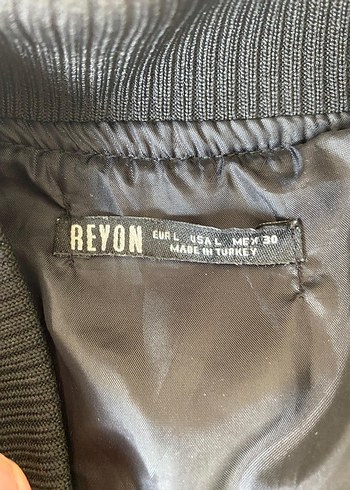 REYON EUR L USA L MEX 30
MADE IN TURKEY